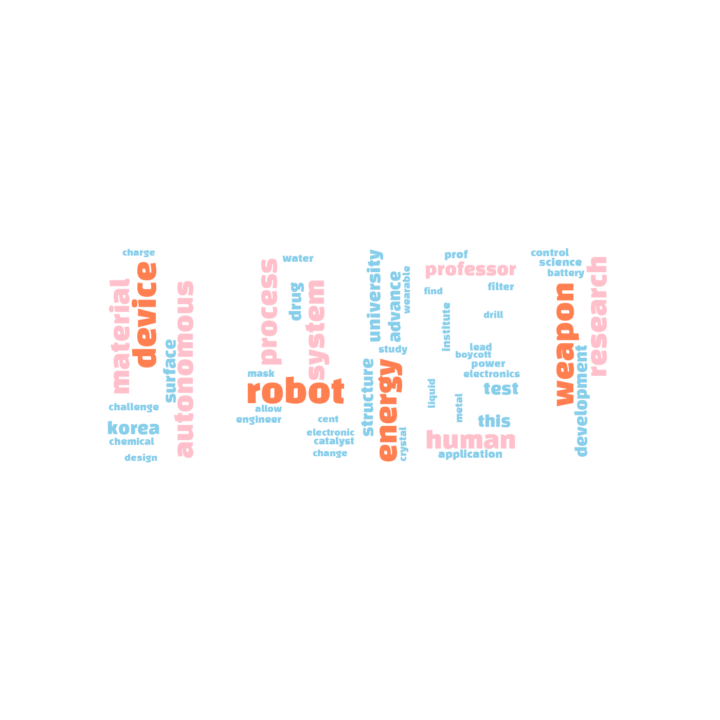 charge
device
material
autonomous
surface
challenge
korea
chemical
design
water
process
drug
system
mask
robot
allow
engineer
cent
electronic
catalyst
change
university
advance
wearable
study
structure
energy
crystal
prof
professor
find
filter
institute
drill
lead
boycott
power
electronics
liquid
test
metal
this
human
application
control
science
battery
research
weapon
development